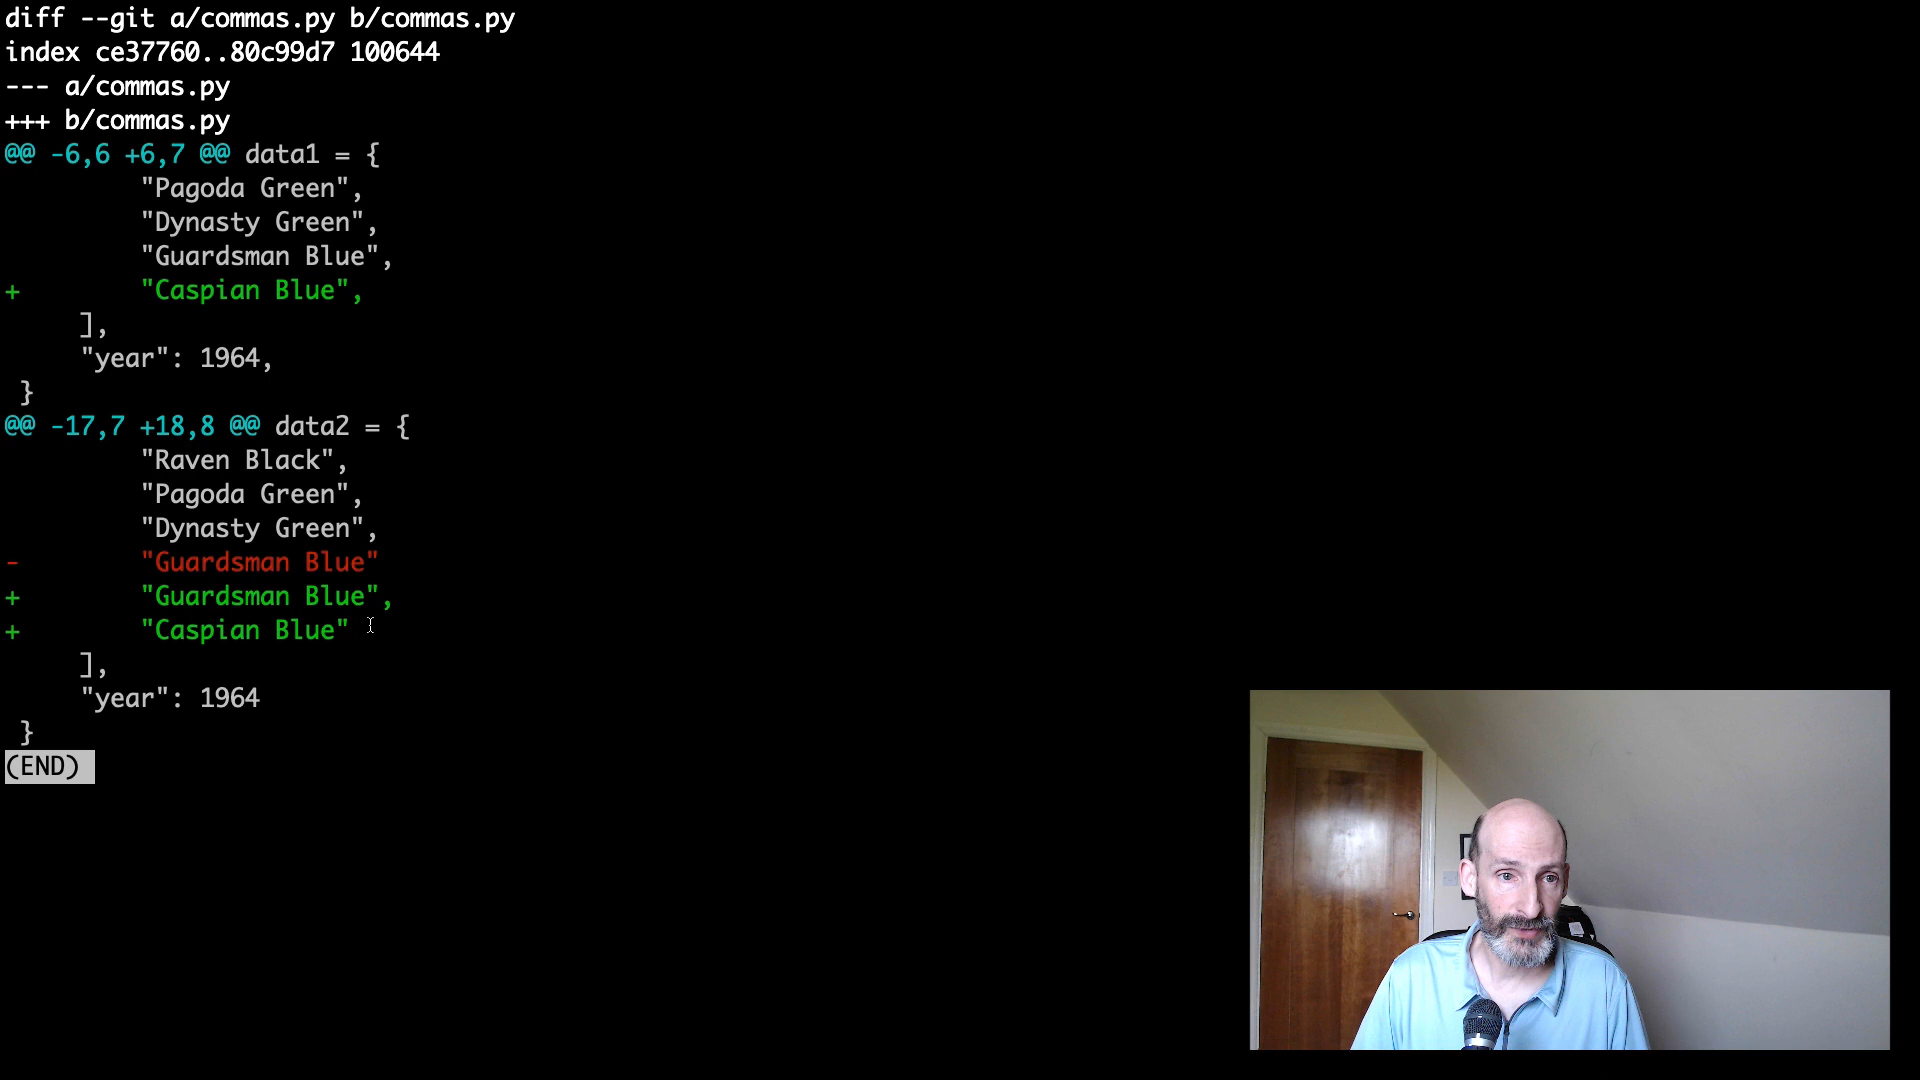 diff --git a/commas.py b/commas.py
index ce37760..80c99d7 100644
--- a/commas.py
+++ b/commas.py
@@ -6,6 +6,7 @@ data1 = {
         "Pagoda Green",
         "Dynasty Green",
         "Guardsman Blue",
+        "Caspian Blue",
     ],
     "year": 1964,
 }
@@ -17,7 +18,8 @@ data2 = {
         "Raven Black",
         "Pagoda Green",
         "Dynasty Green",
-        "Guardsman Blue"
+        "Guardsman Blue",
+        "Caspian Blue"
     ],
     "year": 1964
 }
(END)